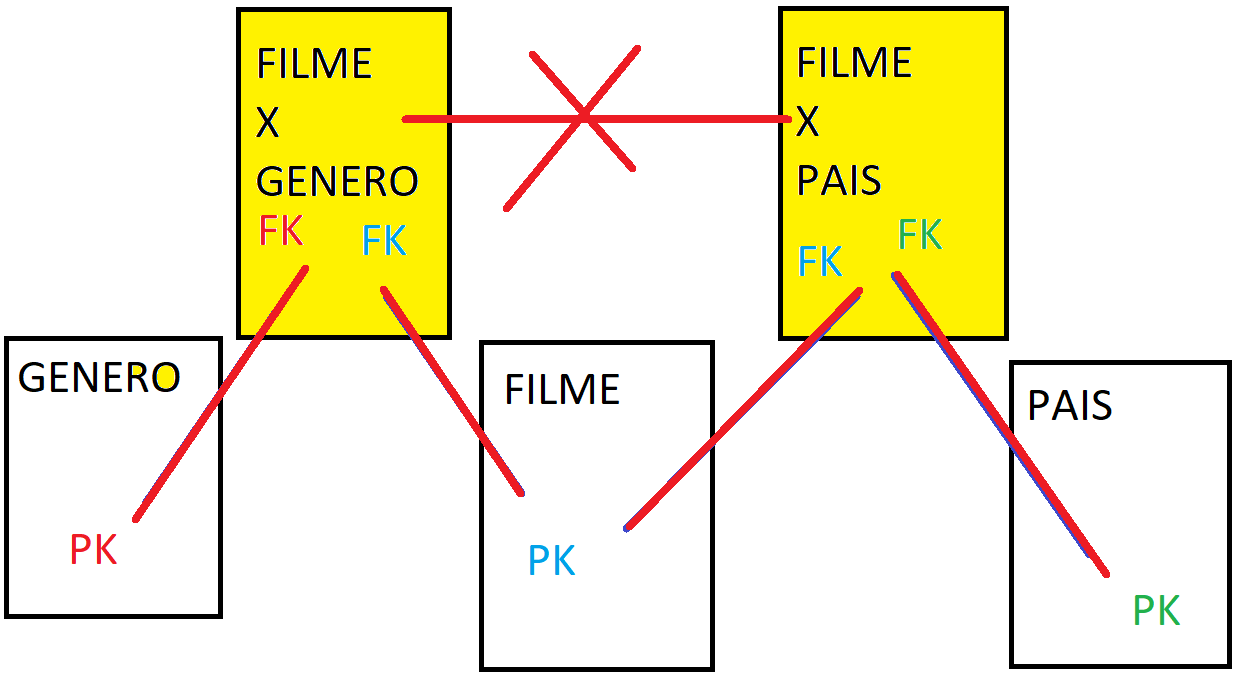 FILME
X
GENERO
FK FK
FILME
X
PAIS
FK FK
GENERO
PK
FILME
PK
PAIS
PK